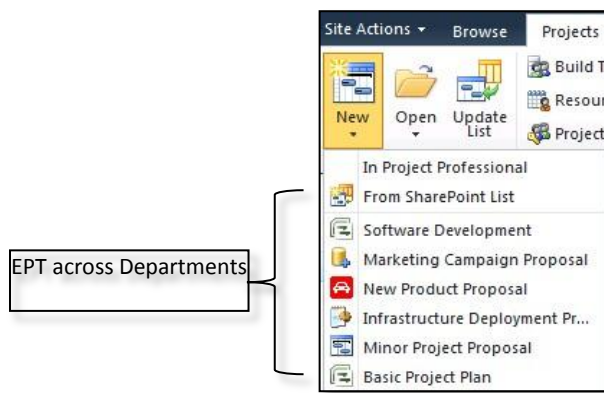 Site Actions Browse Projects
Build T
Resour
Project
New Open Update List
In Project Professional
From SharePoint List
Software Development
Marketing Campaign Proposal
New Product Proposal
Infrastructure Deployment Pr...
Minor Project Proposal
Basic Project Plan
EPT across Departments